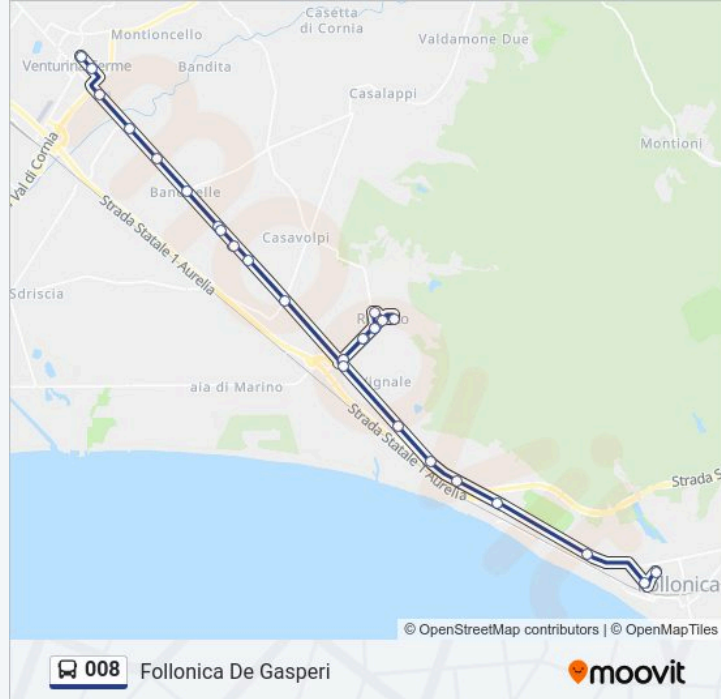 Casetta
di Cornia
Montioncello
Valdamone Due
Venturina Terme
Bandita
Casalappi
Montioni
Val di Cornia
Strada Statale 1 Aurelia
Casavolpi
Sdriscia
aia di Marino
Vignale
Strada Statale 1 Aurelia
Strada S
Follonica
© OpenStreetMap contributors | © OpenMapTiles
008 Follonica De Gasperi
moovit